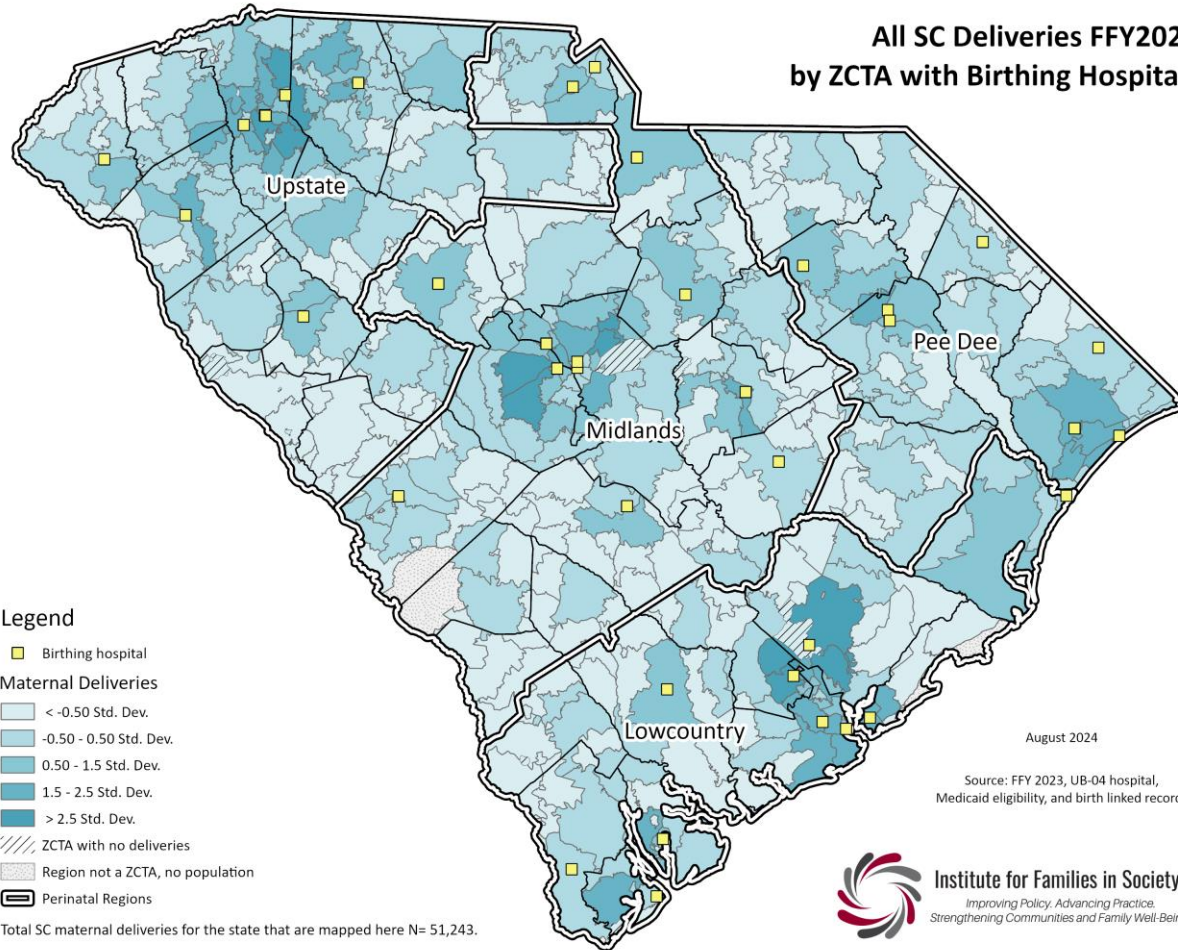 All SC Deliveries FFY202
by ZCTA with Birthing Hospita
Upstate
Pee Dee
Midlands
Lowcountry
Legend
Birthing hospital
Maternal Deliveries
< -0.50 Std. Dev.
-0.50 - 0.50 Std. Dev.
0.50 - 1.5 Std. Dev.
1.5 - 2.5 Std. Dev.
> 2.5 Std. Dev.
ZCTA with no deliveries
Region not a ZCTA, no population
Perinatal Regions
Total SC maternal deliveries for the state that are mapped here N= 51,243.
August 2024
Source: FFY 2023, UB-04 hospital,
Medicaid eligibility, and birth linked record
Institute for Families in Society
Improving Policy. Advancing Practice.
Strengthening Communities and Family Well-Bein